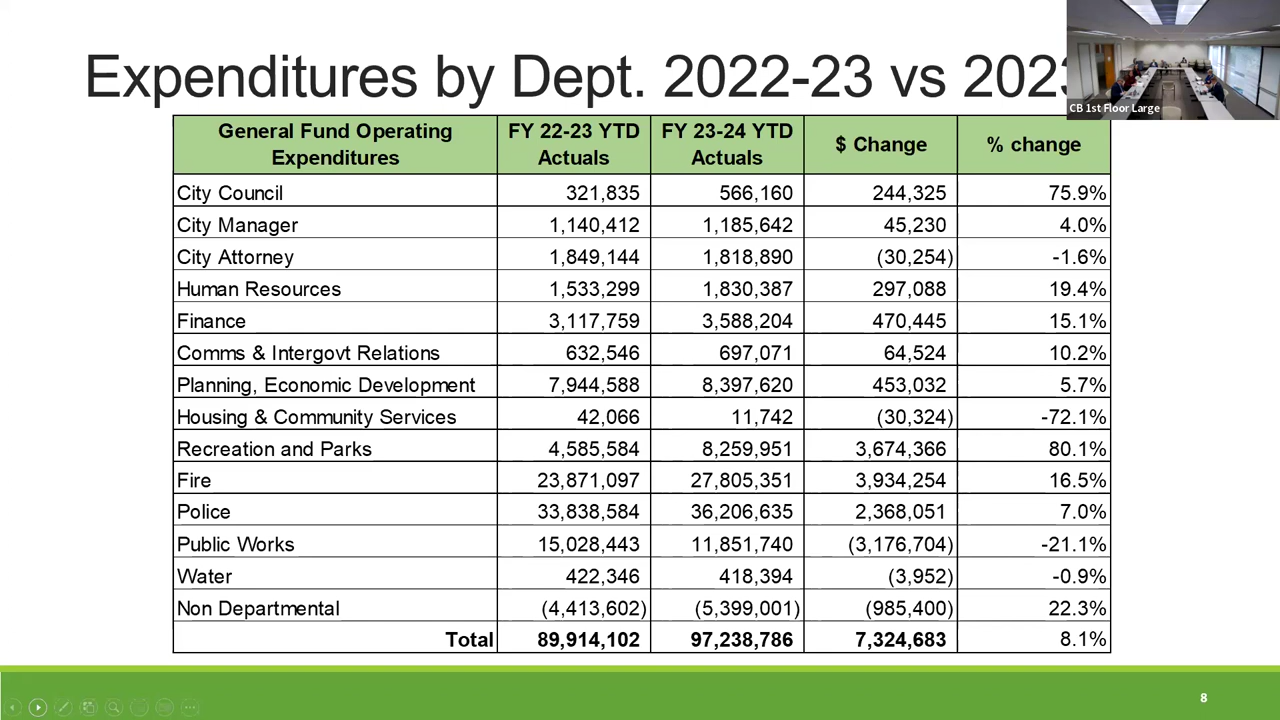 Expenditures by Dept. 2022-23 vs 202
CB 1st Floor Large
General Fund Operating Expenditures FY 22-23 YTD Actuals FY 23-24 YTD Actuals $ Change % change
City Council 321,835 566,160 244,325 75.9%
City Manager 1,140,412 1,185,642 45,230 4.0%
City Attorney 1,849,144 1,818,890 (30,254) -1.6%
Human Resources 1,533,299 1,830,387 297,088 19.4%
Finance 3,117,759 3,588,204 470,445 15.1%
Comms & Intergovt Relations 632,546 697,071 64,524 10.2%
Planning, Economic Development 7,944,588 8,397,620 453,032 5.7%
Housing & Community Services 42,066 11,742 (30,324) -72.1%
Recreation and Parks 4,585,584 8,259,951 3,674,366 80.1%
Fire 23,871,097 27,805,351 3,934,254 16.5%
Police 33,838,584 36,206,635 2,368,051 7.0%
Public Works 15,028,443 11,851,740 (3,176,704) -21.1%
Water 422,346 418,394 (3,952) -0.9%
Non Departmental (4,413,602) (5,399,001) (985,400) 22.3%
Total 89,914,102 97,238,786 7,324,683 8.1%
8